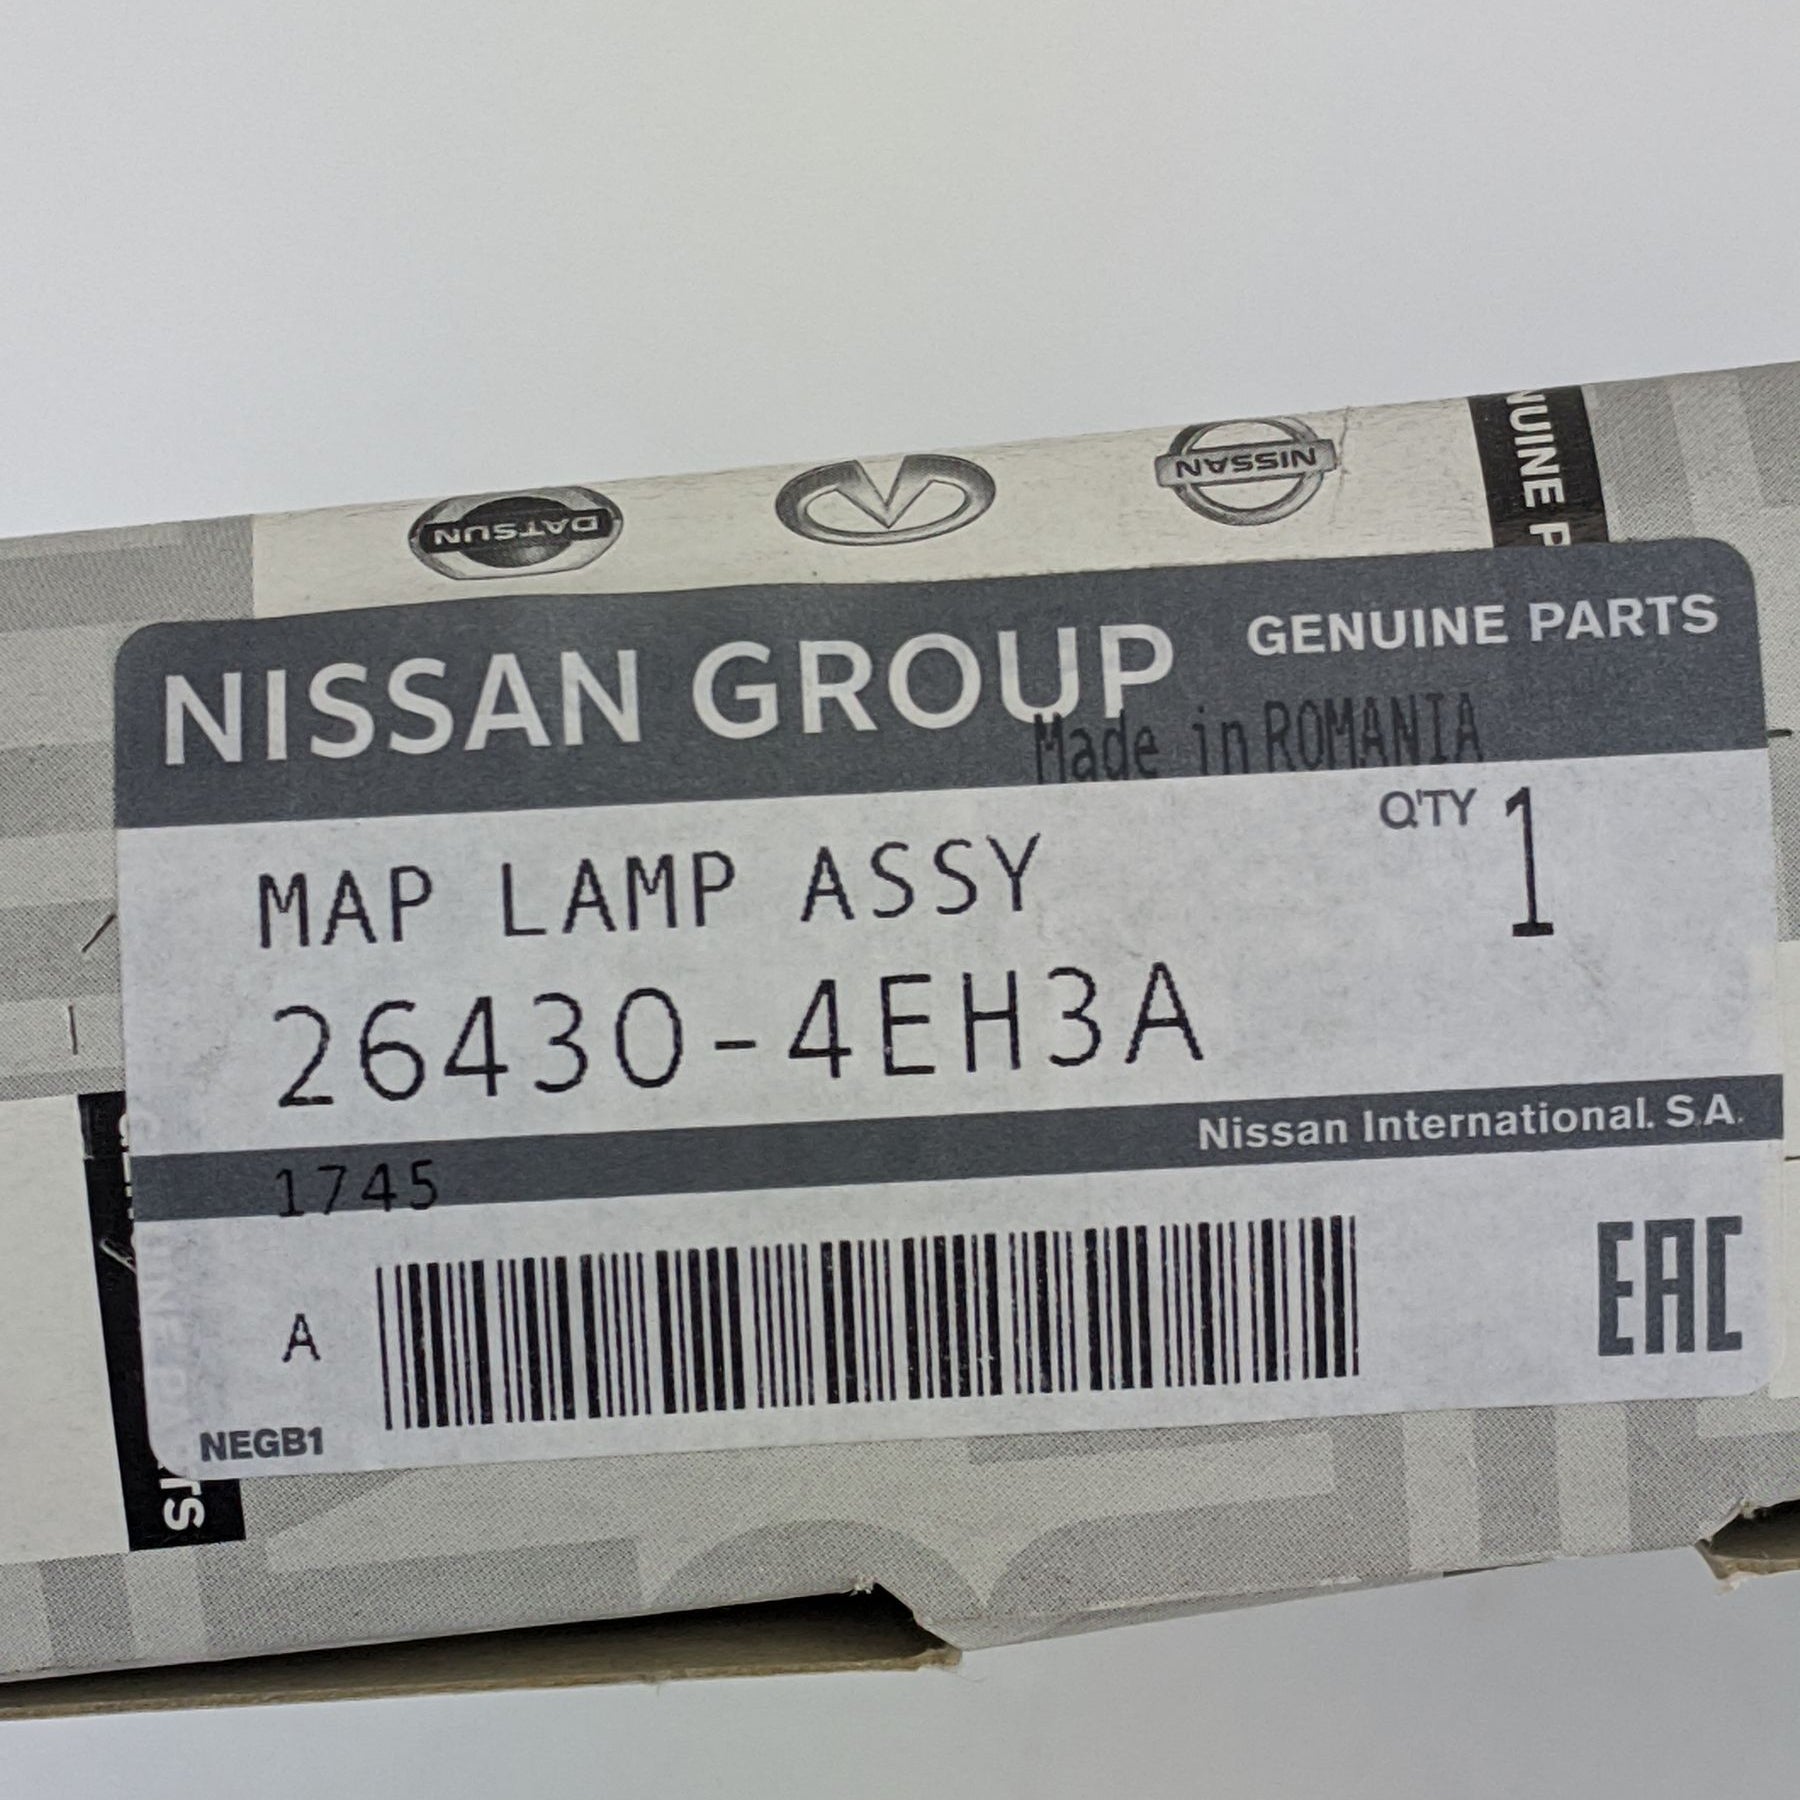 DATSUN
NISSAN
NUINE P
NISSAN GROUP
GENUINE PARTS
Made in ROMANIA
Q'TY 1
MAP LAMP ASSY
26430-4EH3A
Nissan International. S.A.
1745
A
EAC
NEGB1